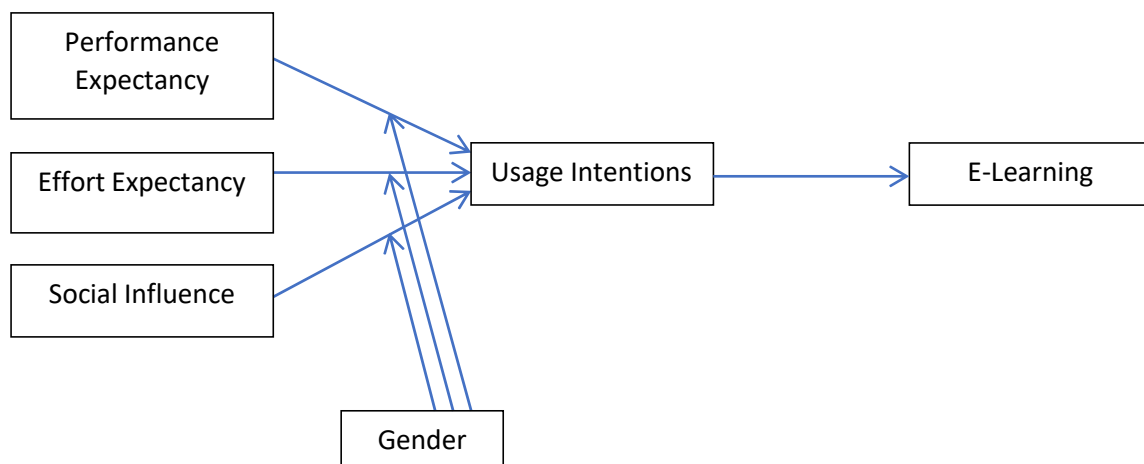 Performance
Expectancy
Effort Expectancy
Usage Intentions
E-Learning
Social Influence
Gender